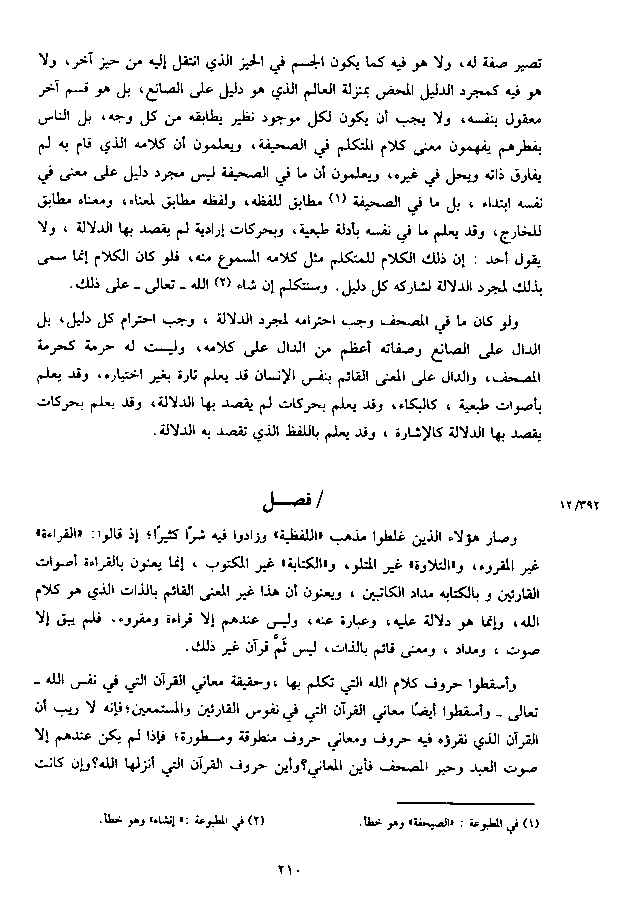 تصير صفة له، ولا هو فيه كما يكون الجسم في الحيز الذي انتقل إليه من حيز آخر، ولا
هو فيه كمجرد الدليل المحض بمنزلة العالم الذي هو دليل على الصانع، بل هو قسم آخر
معقول بنفسه، ولا يجب أن يكون لكل موجود نظير يطابقه من كل وجه، بل الناس
بفطرهم يفهمون معنى كلام المتكلم في الصحيفة، ويعلمون أن كلامه الذي قام به لم
يفارق ذاته ويحل في غيره، ويعلمون أن ما في الصحيفة ليس مجرد دليل على معنى في
نفسه ابتداء ، بل ما في الصحيفة (١) مطابق للفظه، ولفظه مطابق لمعناه، ومعناه مطابق
للخارج، وقد يعلم ما في نفسه بأدلة طبعية، وبحركات إرادية لم يقصد بها الدلالة ، ولا
يقول أحد : إن ذلك الكلام للمتكلم مثل كلامه المسموع منه، فلو كان الكلام إنما سمى
بذلك لمجرد الدلالة لشاركه كل دليل. وسنتكلم إن شاء (٢) الله ـ تعالى ـ على ذلك.
ولو كان ما في المصحف وجب احترامه لمجرد الدلالة ، وجب احترام كل دليل، بل
الدال على الصانع وصفاته أعظم من الدال على كلامه، وليست له حرمة كحرمة
المصحف، والدال على المعنى القائم بنفس الإنسان قد يعلم تارة بغير اختياره، وقد يعلم
بأصوات طبعية ، كالبكاء، وقد يعلم بحركات لم يقصد بها الدلالة، وقد يعلم بحركات
يقصد بها الدلالة كالإشارة ، وقد يعلم باللفظ الذي تقصد به الدلالة.
١٢/٣٩٢
/ فصـــل
وصار هؤلاء الذين غلطوا مذهب «اللفظية» وزادوا فيه شرًا كثيرًا؛ إذ قالوا: «القراءة»
غير المقروء، و«التلاوة» غير المتلو، و«الكتابة» غير المكتوب ، إنما يعنون بالقراءة أصوات
القارئين و بالكتابه مداد الكاتبين ، ويعنون أن هذا غير المعنى القائم بالذات الذي هو كلام
الله، وإنما هو دلالة عليه، وعبارة عنه، وليس عندهم إلا قراءة ومقروء. فلم يبق إلا
صوت ، ومداد ، ومعنى قائم بالذات، ليس ثَمَّ قرآن غير ذلك.
وأسقطوا حروف كلام الله التي تكلم بها ،وحقيقة معاني القرآن التي في نفس الله ـ
تعالى ـ وأسقطوا أيضًا معاني القرآن التي في نفوس القارئين والمستمعين؛فإنه لا ريب أن
القرآن الذي نقرؤه فيه حروف ومعاني حروف منطوقة ومسطورة؛ فإذا لم يكن عندهم إلا
صوت العبد وحبر المصحف فأين المعاني؟وأين حروف القرآن التي أنزلها الله؟وإن كانت
(١) في المطبوعة : «الصيحفة» وهو خطأ.
(٢) في المطبوعة :« إنشاء» وهو خطأ.
٢١٠